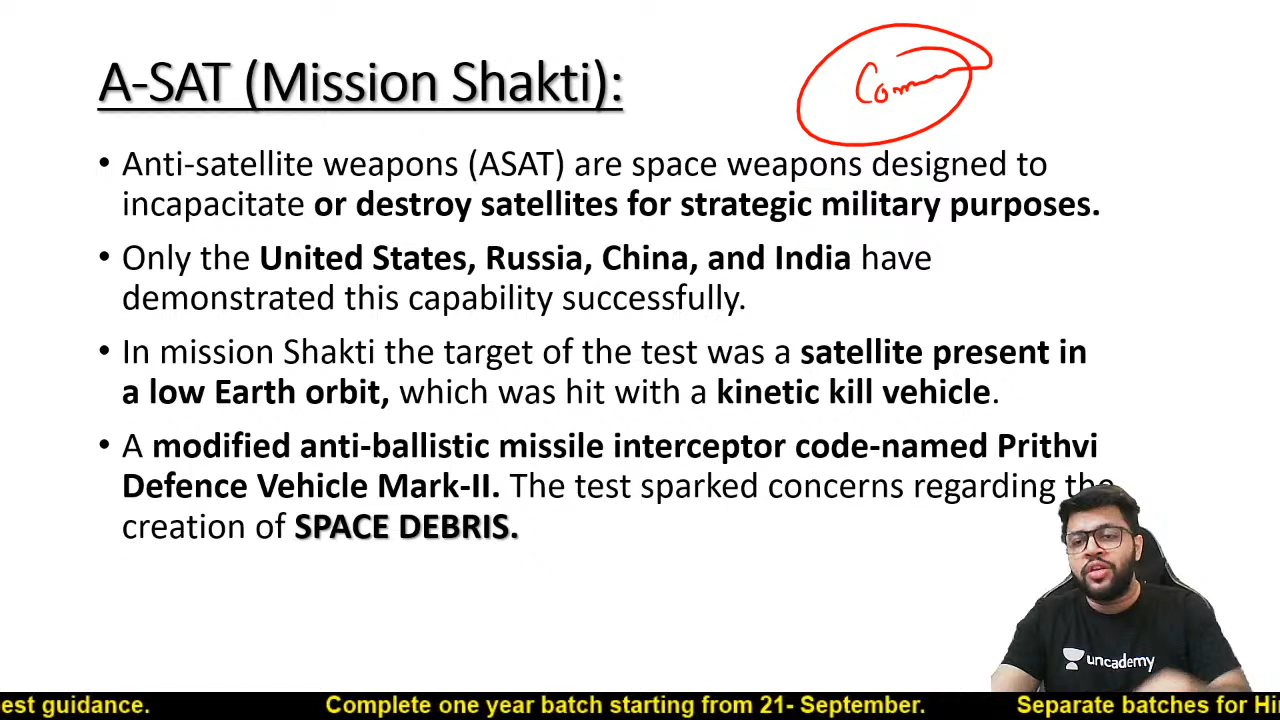 A-SAT (Mission Shakti):
Com
• Anti-satellite weapons (ASAT) are space weapons designed to
incapacitate or destroy satellites for strategic military purposes.
• Only the United States, Russia, China, and India have
demonstrated this capability successfully.
• In mission Shakti the target of the test was a satellite present in
a low Earth orbit, which was hit with a kinetic kill vehicle.
• A modified anti-ballistic missile interceptor code-named Prithvi
Defence Vehicle Mark-II. The test sparked concerns regarding the
creation of SPACE DEBRIS.
unacademy
est guidance. Complete one year batch starting from 21- September. Separate batches for Hi